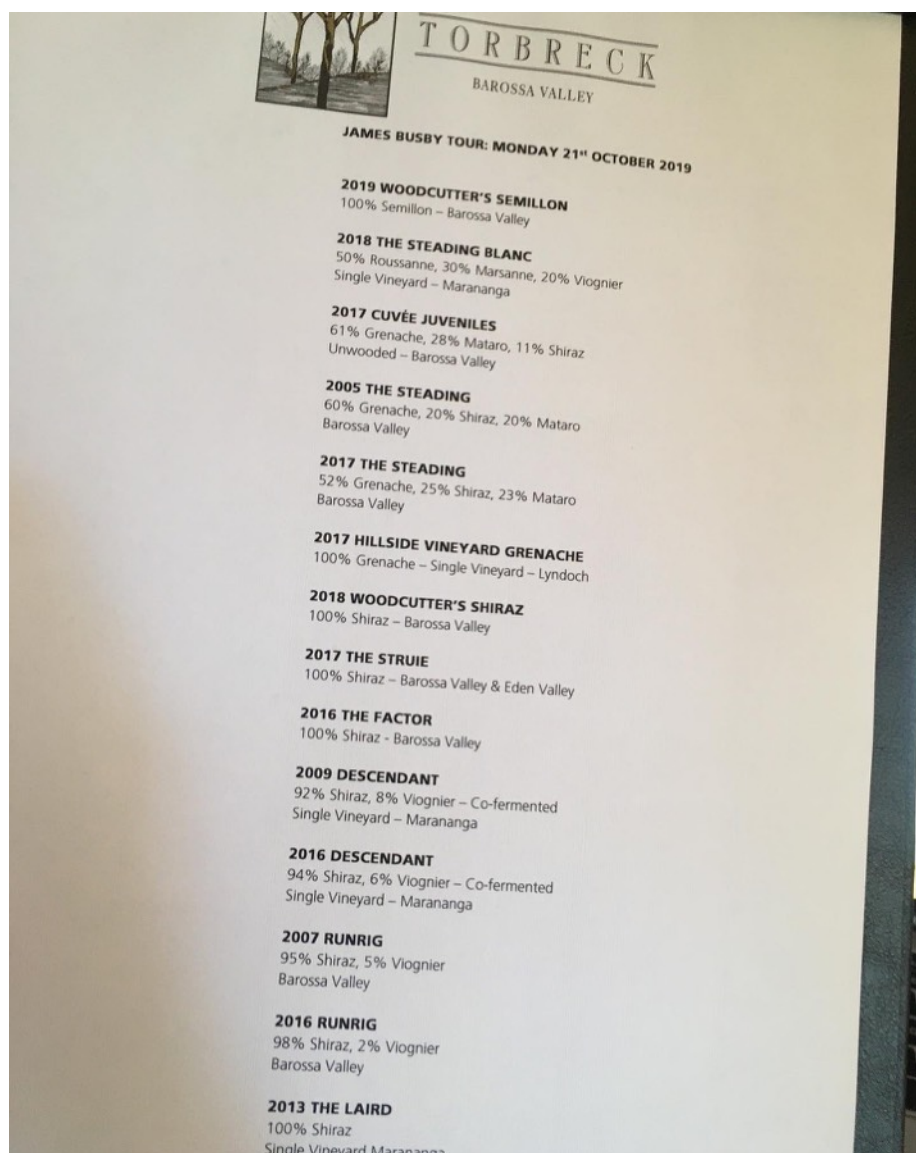 TORBRECK
BAROSSA VALLEY
JAMES BUSBY TOUR: MONDAY 21st OCTOBER 2019
2019 WOODCUTTER'S SEMILLON
100% Semillon – Barossa Valley
2018 THE STEADING BLANC
50% Roussanne, 30% Marsanne, 20% Viognier
Single Vineyard – Marananga
2017 CUVÉE JUVENILES
61% Grenache, 28% Mataro, 11% Shiraz
Unwooded – Barossa Valley
2005 THE STEADING
60% Grenache, 20% Shiraz, 20% Mataro
Barossa Valley
2017 THE STEADING
52% Grenache, 25% Shiraz, 23% Mataro
Barossa Valley
2017 HILLSIDE VINEYARD GRENACHE
100% Grenache – Single Vineyard – Lyndoch
2018 WOODCUTTER'S SHIRAZ
100% Shiraz – Barossa Valley
2017 THE STRUIE
100% Shiraz – Barossa Valley & Eden Valley
2016 THE FACTOR
100% Shiraz - Barossa Valley
2009 DESCENDANT
92% Shiraz, 8% Viognier – Co-fermented
Single Vineyard – Marananga
2016 DESCENDANT
94% Shiraz, 6% Viognier – Co-fermented
Single Vineyard – Marananga
2007 RUNRIG
95% Shiraz, 5% Viognier
Barossa Valley
2016 RUNRIG
98% Shiraz, 2% Viognier
Barossa Valley
2013 THE LAIRD
100% Shiraz
Single Vineyard Marananga